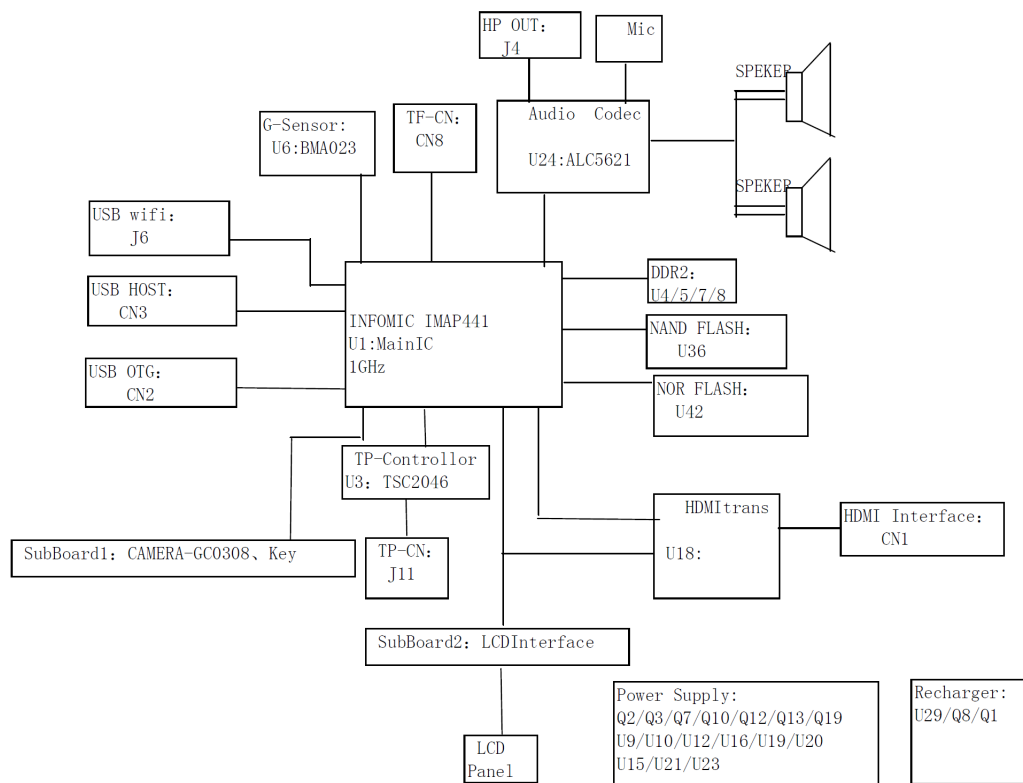 HP OUT:
J4
Mic
SPEKER
Audio Codec
U24:ALC5621
TF-CN:
CN8
G-Sensor:
U6:BMA023
SPEKER
USB wifi:
J6
USB HOST:
CN3
USB OTG:
CN2
INFOMIC IMAP441
U1:MainIC
1GHz
DDR2:
U4/5/7/8
NAND FLASH:
U36
NOR FLASH:
U42
TP-Controllor
U3: TSC2046
SubBoard1: CAMERA-GC0308、Key
TP-CN:
J11
HDMItrans
U18:
HDMI Interface:
CN1
SubBoard2: LCDInterface
LCD
Panel
Power Supply:
Q2/Q3/Q7/Q10/Q12/Q13/Q19
U9/U10/U12/U16/U19/U20
U15/U21/U23
Recharger:
U29/Q8/Q1